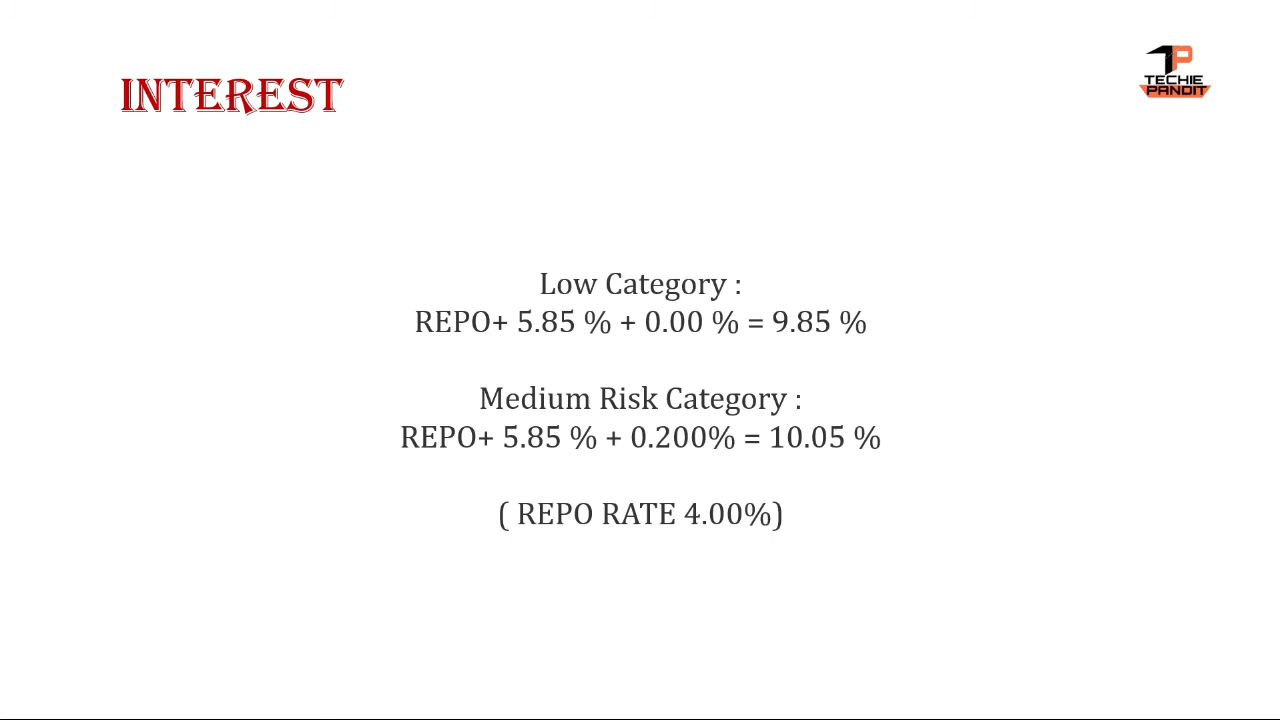 INTEREST
TP
TECHIE
PANDIT
Low Category :
REPO+ 5.85 % + 0.00 % = 9.85 %
Medium Risk Category :
REPO+ 5.85 % + 0.200% = 10.05 %
( REPO RATE 4.00%)